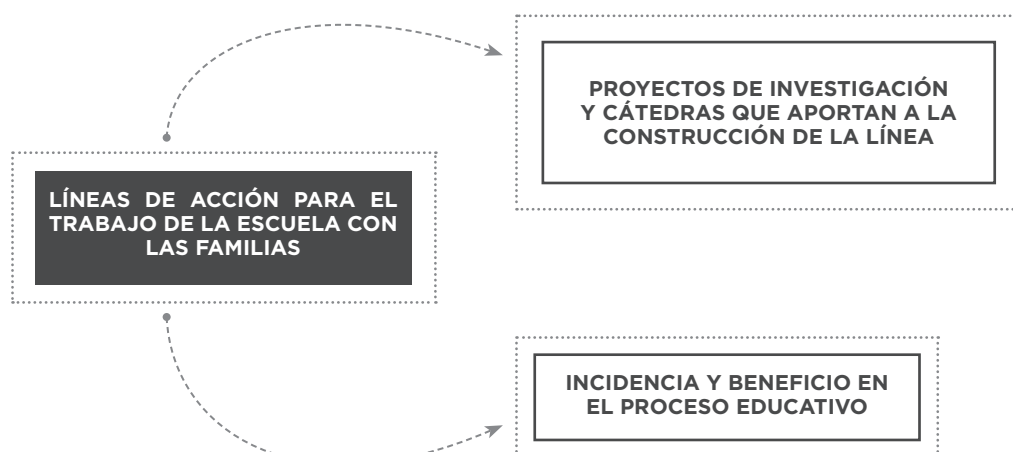 PROYECTOS DE INVESTIGACIÓN
Y CÁTEDRAS QUE APORTAN A LA
CONSTRUCCIÓN DE LA LÍNEA
LÍNEAS DE ACCIÓN PARA EL
TRABAJO DE LA ESCUELA CON
LAS FAMILIAS
INCIDENCIA Y BENEFICIO EN
EL PROCESO EDUCATIVO